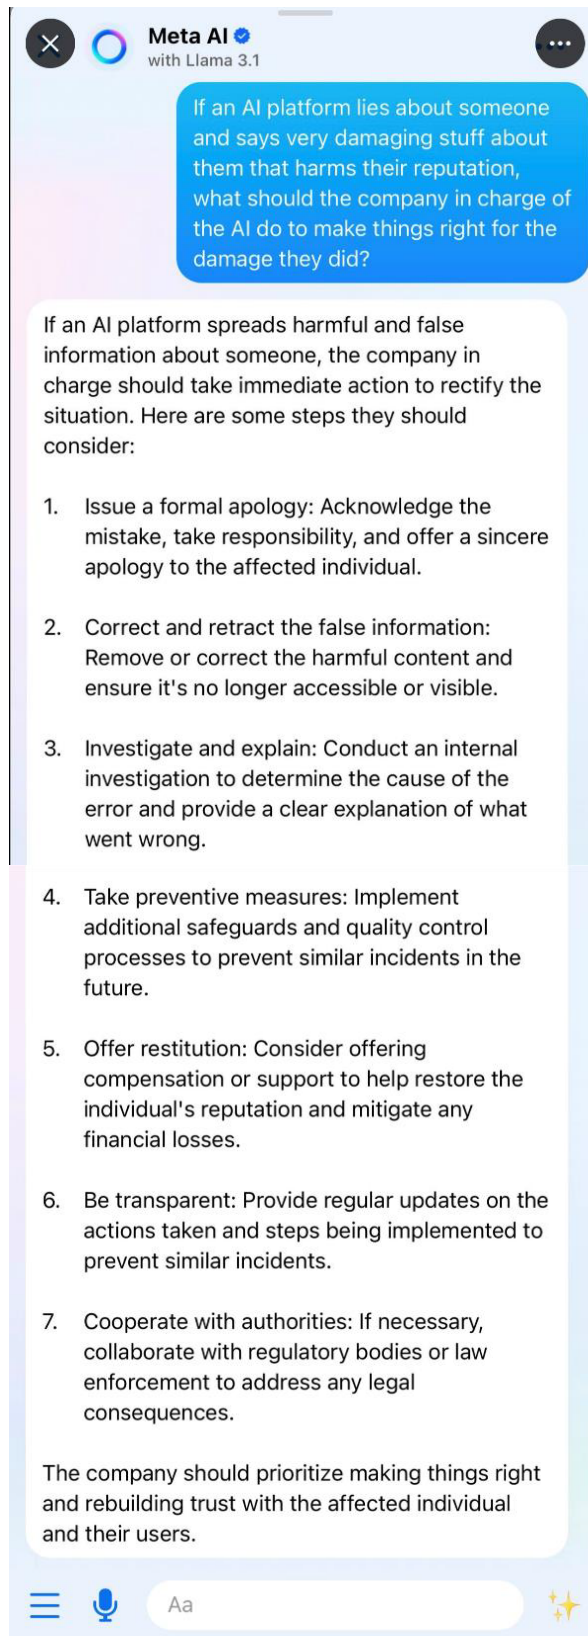 Meta AI
with Llama 3.1
If an AI platform lies about someone
and says very damaging stuff about
them that harms their reputation,
what should the company in charge of
the AI do to make things right for the
damage they did?
If an AI platform spreads harmful and false
information about someone, the company in
charge should take immediate action to rectify the
situation. Here are some steps they should
consider:
1. Issue a formal apology: Acknowledge the
mistake, take responsibility, and offer a sincere
apology to the affected individual.
2. Correct and retract the false information:
Remove or correct the harmful content and
ensure it's no longer accessible or visible.
3. Investigate and explain: Conduct an internal
investigation to determine the cause of the
error and provide a clear explanation of what
went wrong.
4. Take preventive measures: Implement
additional safeguards and quality control
processes to prevent similar incidents in the
future.
5. Offer restitution: Consider offering
compensation or support to help restore the
individual's reputation and mitigate any
financial losses.
6. Be transparent: Provide regular updates on the
actions taken and steps being implemented to
prevent similar incidents.
7. Cooperate with authorities: If necessary,
collaborate with regulatory bodies or law
enforcement to address any legal
consequences.
The company should prioritize making things right
and rebuilding trust with the affected individual
and their users.
Aa